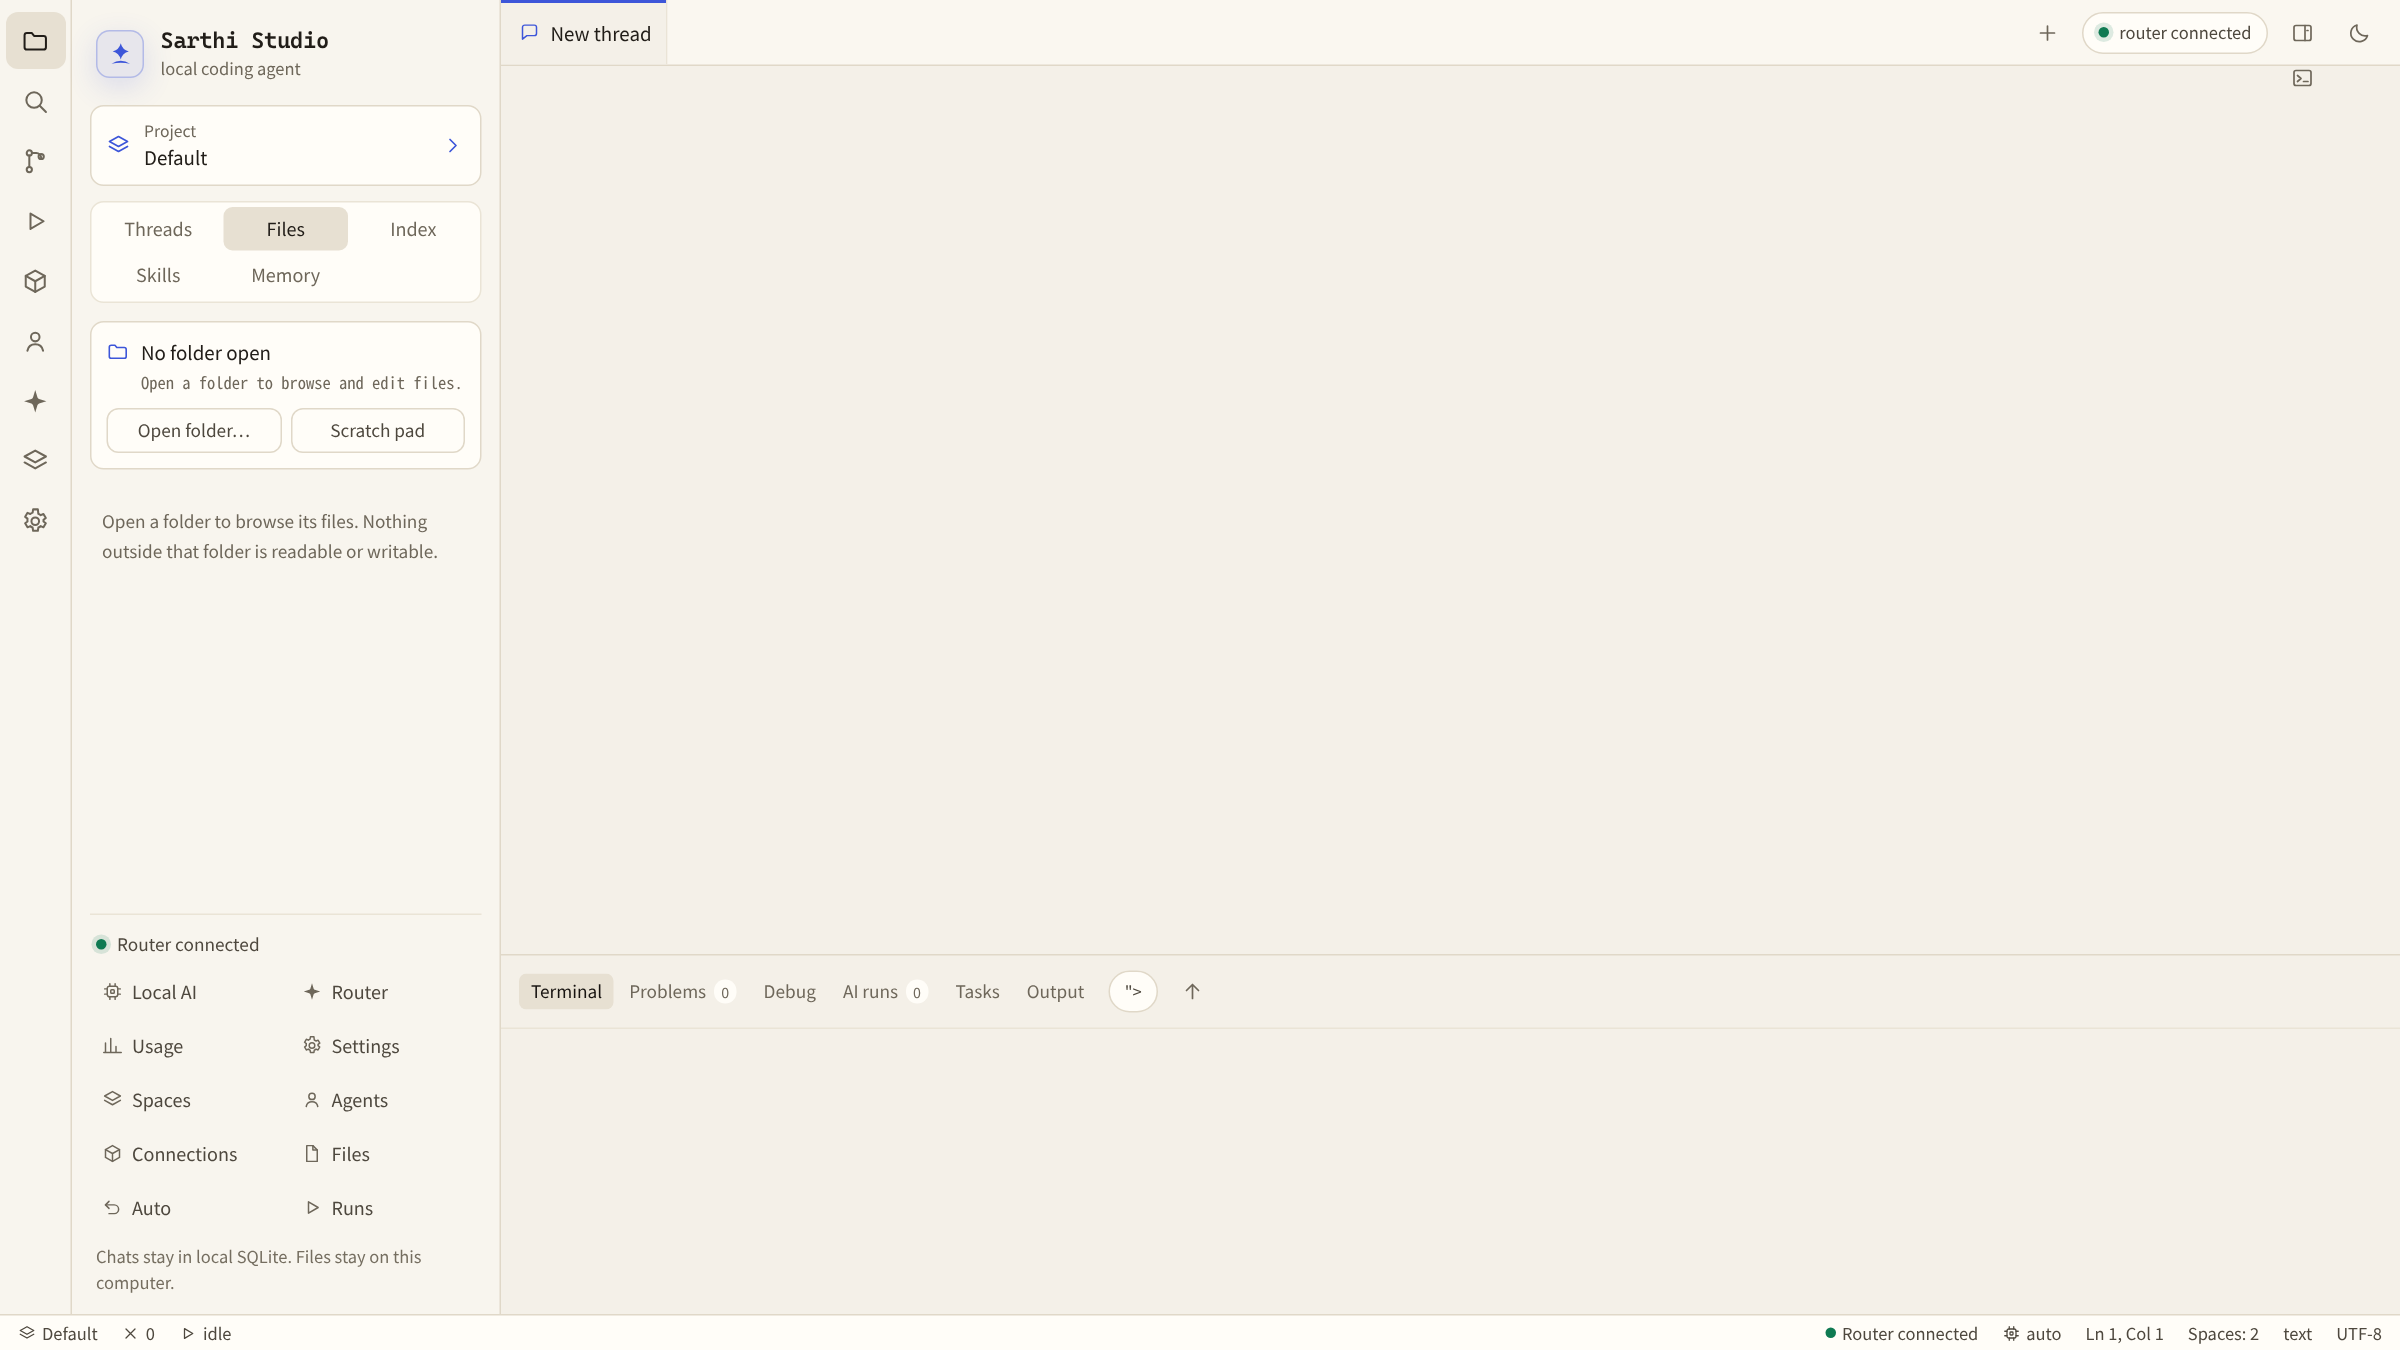 Sarthi Studio
local coding agent
New thread
router connected
Project
Default
Threads Files Index
Skills Memory
No folder open
Open a folder to browse and edit files.
Open folder… Scratch pad
Open a folder to browse its files. Nothing
outside that folder is readable or writable.
Router connected
Local AI Router
Usage Settings
Spaces Agents
Connections Files
Auto Runs
Chats stay in local SQLite. Files stay on this
computer.
Terminal Problems 0 Debug AI runs 0 Tasks Output ">
Default 0 idle
Router connected auto Ln 1, Col 1 Spaces: 2 text UTF-8